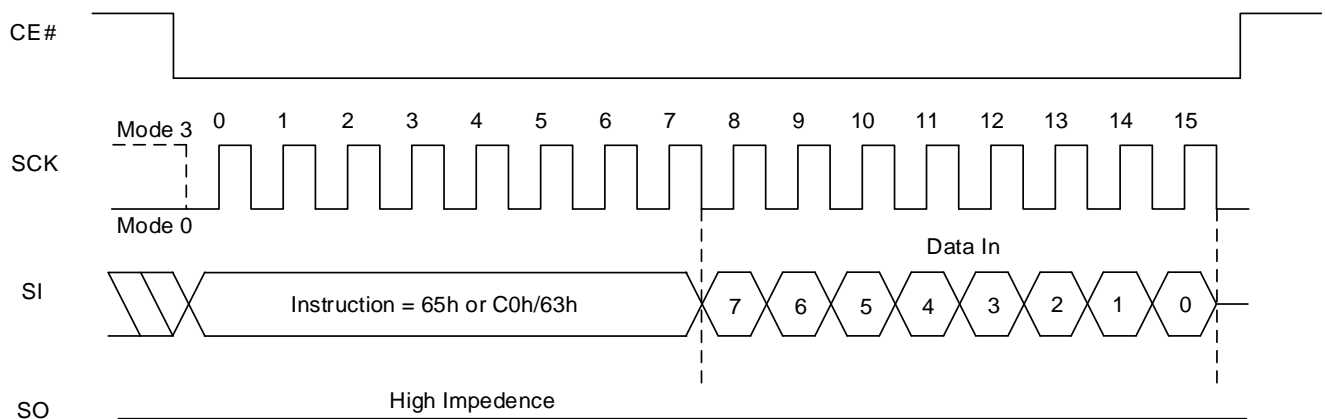 CE#
SCK
Mode 3
0 1 2 3 4 5 6 7 8 9 10 11 12 13 14 15
Mode 0
Data In
SI
Instruction = 65h or C0h/63h
7 6 5 4 3 2 1 0
High Impedence
SO